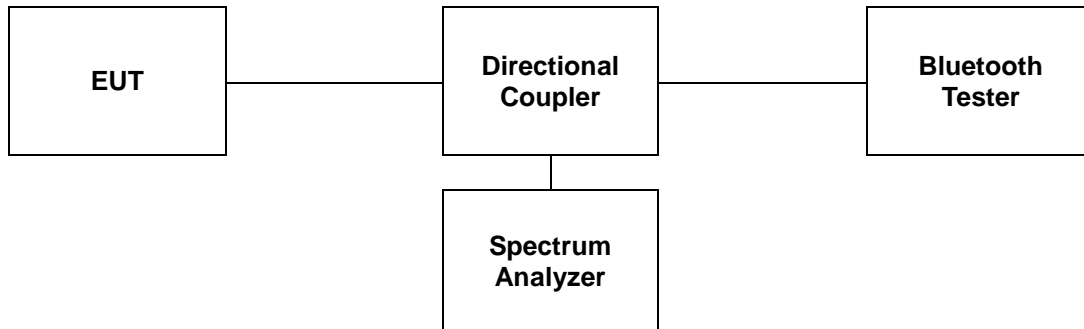 EUT
Directional
Coupler
Bluetooth
Tester
Spectrum
Analyzer